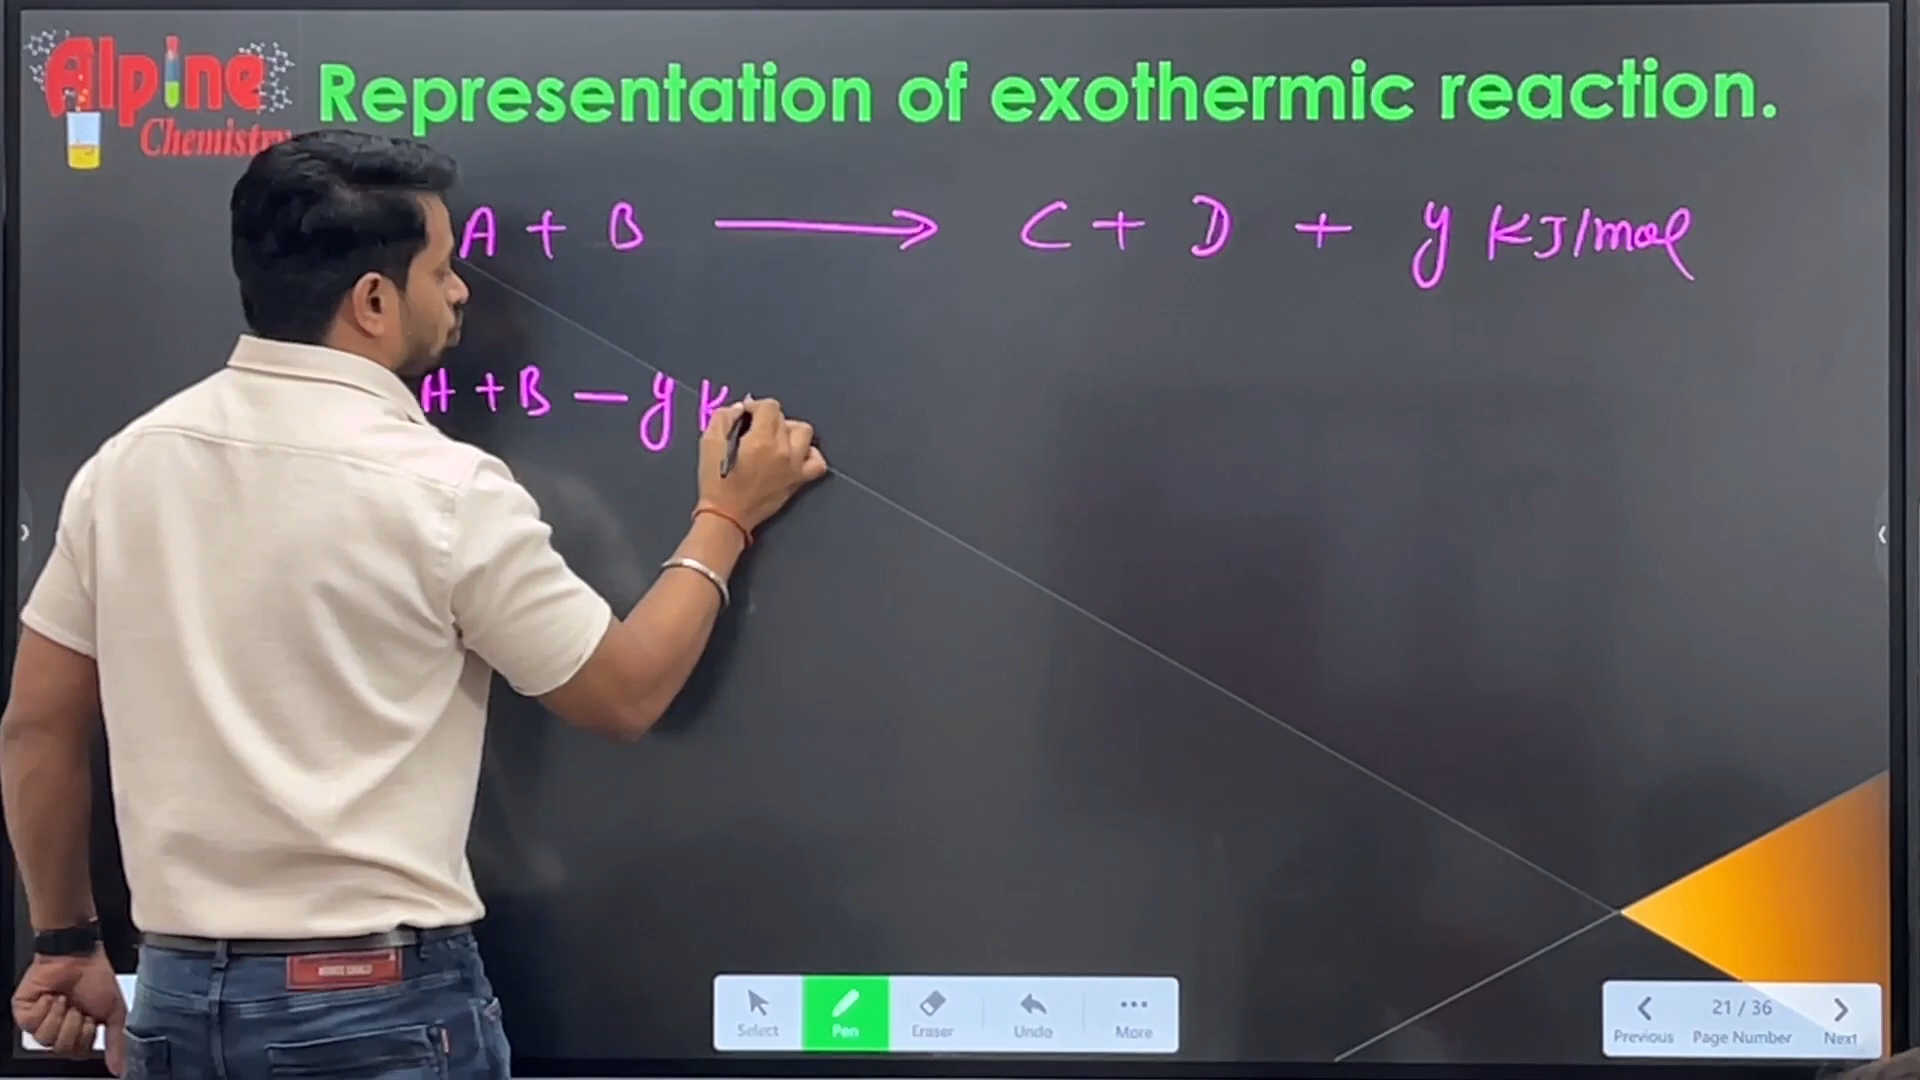 Alpine
Chemistry
Representation of exothermic reaction.
A + B ⟶ C + D + y KJ/mol
A + B — y K
Select
Pen
Eraser
Undo
More
21 / 36
Previous
Page Number
Next